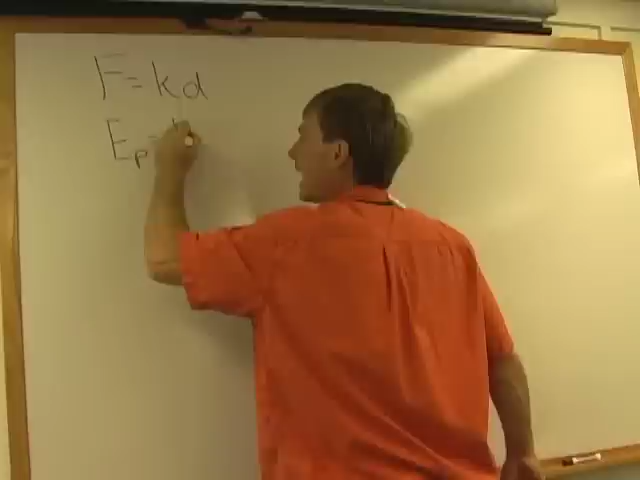 F = kd
Ep =